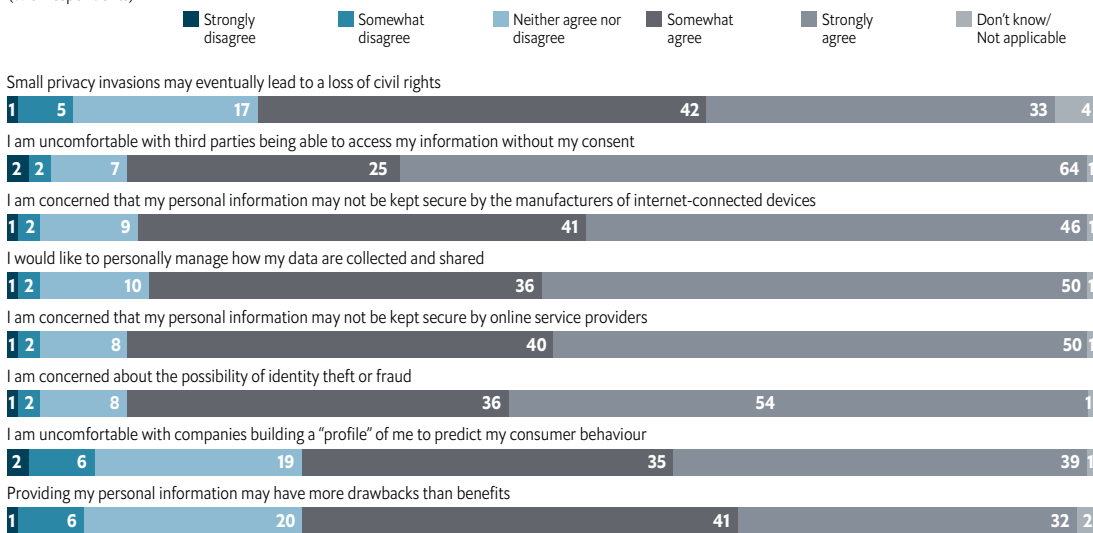 Strongly disagree
Somewhat disagree
Neither agree nor disagree
Somewhat agree
Strongly agree
Don't know/ Not applicable
Small privacy invasions may eventually lead to a loss of civil rights
1 5 17 42 33 4
I am uncomfortable with third parties being able to access my information without my consent
2 2 7 25 64 1
I am concerned that my personal information may not be kept secure by the manufacturers of internet-connected devices
1 2 9 41 46 1
I would like to personally manage how my data are collected and shared
1 2 10 36 50 1
I am concerned that my personal information may not be kept secure by online service providers
1 2 8 40 50 1
I am concerned about the possibility of identity theft or fraud
1 2 8 36 54 1
I am uncomfortable with companies building a "profile" of me to predict my consumer behaviour
2 6 19 35 39 1
Providing my personal information may have more drawbacks than benefits
1 6 20 41 32 2